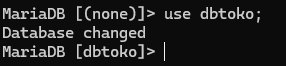 MariaDB [(none)]> use dbtoko;
Database changed
MariaDB [dbtoko]>